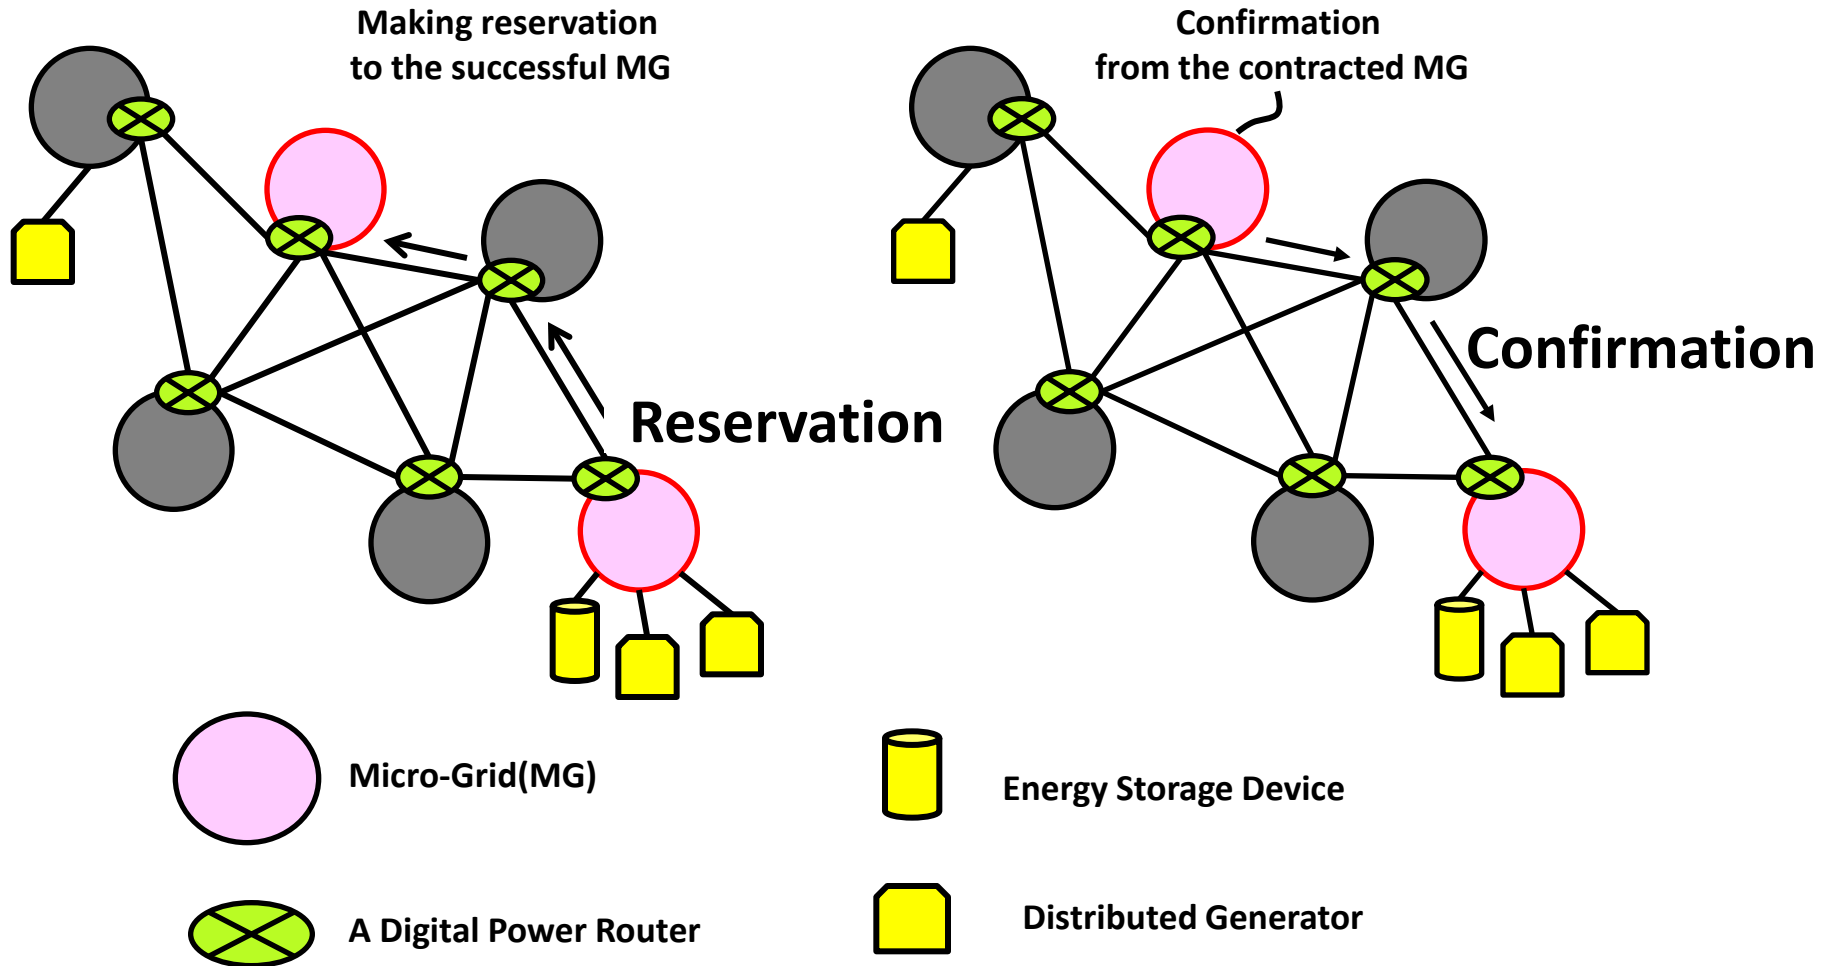 Making reservation
to the successful MG
Confirmation
from the contracted MG
Reservation
Confirmation
Micro-Grid(MG)
Energy Storage Device
A Digital Power Router
Distributed Generator